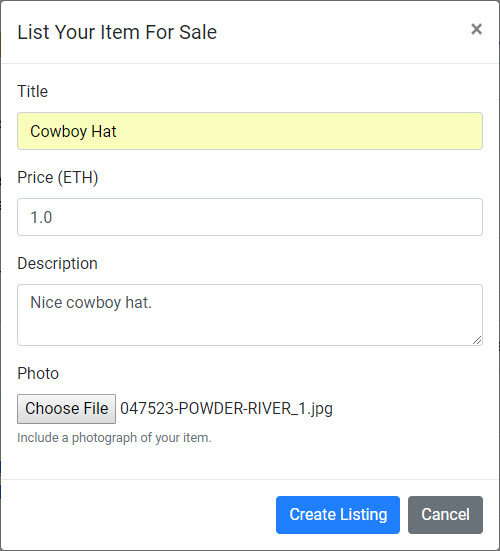 List Your Item For Sale ×
Title
Cowboy Hat
Price (ETH)
1.0
Description
Nice cowboy hat.
Photo
Choose File 047523-POWDER-RIVER_1.jpg
Include a photograph of your item.
Create Listing Cancel